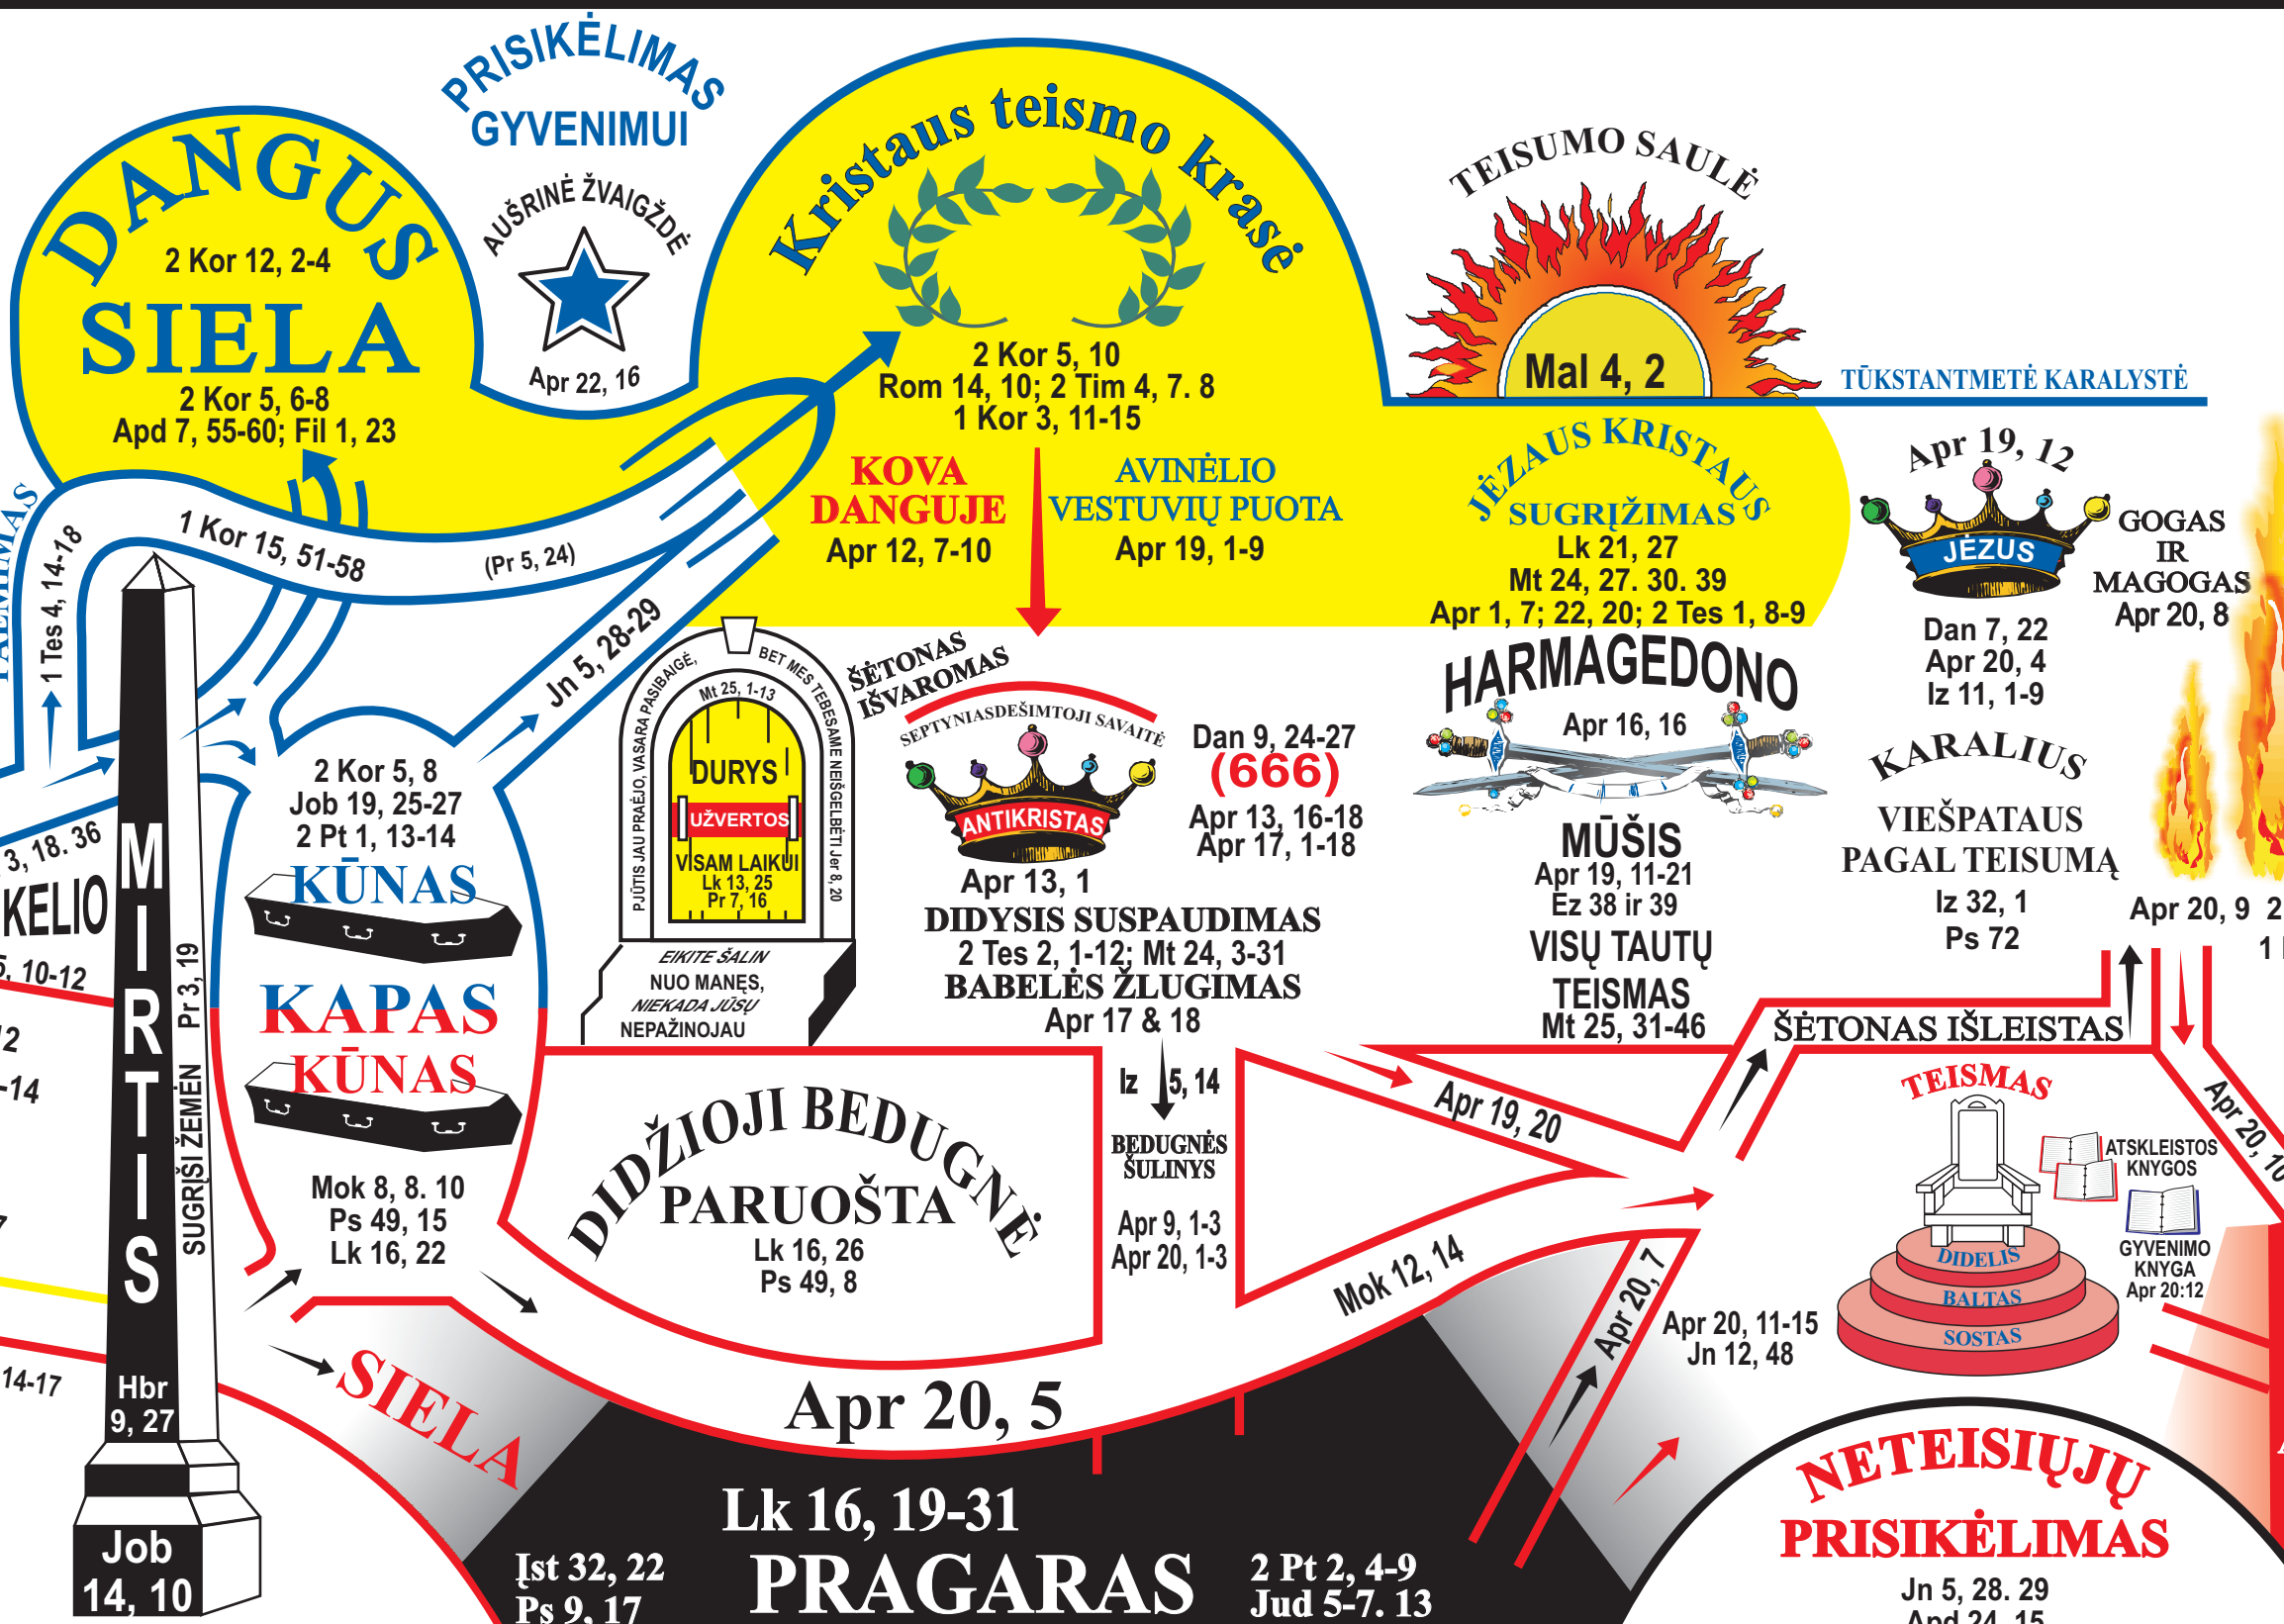 PRISIKĖLIMAS
GYVENIMUI
AUŠRINĖ ŽVAIGŽDĖ
Apr 22, 16
DANGUS
2 Kor 12, 2-4
SIELA
2 Kor 5, 6-8
Apd 7, 55-60; Fil 1, 23
Kristaus teismo krasė
2 Kor 5, 10
Rom 14, 10; 2 Tim 4, 7. 8
1 Kor 3, 11-15
KOVA
DANGUJE
Apr 12, 7-10
AVINĖLIO
VESTUVIŲ PUOTA
Apr 19, 1-9
TEISUMO SAULĖ
Mal 4, 2
TŪKSTANTMETĖ KARALYSTĖ
JĖZAUS KRISTAUS
SUGRĮŽIMAS
Lk 21, 27
Mt 24, 27. 30. 39
Apr 1, 7; 22, 20; 2 Tes 1, 8-9
Apr 19, 12
JĖZUS
Dan 7, 22
Apr 20, 4
Iz 11, 1-9
KARALIUS
VIEŠPATAUS
PAGAL TEISUMĄ
Iz 32, 1
Ps 72
GOGAS
IR
MAGOGAS
Apr 20, 8
Apr 20, 9
1 Tes 4, 14-18
1 Kor 15, 51-58
(Pr 5, 24)
Jn 5, 28-29
3, 18. 36
KELIO
5, 10-12
12
-14
14-17
MIRTIS
SUGRĮŠI ŽEMĖN Pr 3, 19
Hbr
9, 27
Job
14, 10
2 Kor 5, 8
Job 19, 25-27
2 Pt 1, 13-14
KŪNAS
KAPAS
KŪNAS
Mok 8, 8. 10
Ps 49, 15
Lk 16, 22
PJŪTIS JAU PRAĖJO, VASARA PASIBAIGĖ,
BET MES TEBESAME NEIŠGELBĖTI Jer 8, 20
Mt 25, 1-13
DURYS
UŽVERTOS
VISAM LAIKUI
Lk 13, 25
Pr 7, 16
EIKITE ŠALIN
NUO MANĘS,
NIEKADA JŪSŲ
NEPAŽINOJAU
ŠĖTONAS
IŠVAROMAS
SEPTYNIASDEŠIMTOJI SAVAITĖ
ANTIKRISTAS
Apr 13, 1
Dan 9, 24-27
(666)
Apr 13, 16-18
Apr 17, 1-18
DIDYSIS SUSPAUDIMAS
2 Tes 2, 1-12; Mt 24, 3-31
BABELĖS ŽLUGIMAS
Apr 17 & 18
HARMAGEDONO
Apr 16, 16
MŪŠIS
Apr 19, 11-21
Ez 38 ir 39
VISŲ TAUTŲ
TEISMAS
Mt 25, 31-46
DIDŽIOJI BEDUGNĖ
PARUOŠTA
Lk 16, 26
Ps 49, 8
Iz 5, 14
BEDUGNĖS
ŠULINYS
Apr 9, 1-3
Apr 20, 1-3
Apr 19, 20
Mok 12, 14
Apr 20, 7
ŠĖTONAS IŠLEISTAS
Apr 20, 10
TEISMAS
ATSKLEISTOS
KNYGOS
GYVENIMO
KNYGA
Apr 20:12
DIDELIS
BALTAS
SOSTAS
Apr 20, 11-15
Jn 12, 48
SIELA
Apr 20, 5
Lk 16, 19-31
PRAGARAS
Įst 32, 22
Ps 9, 17
2 Pt 2, 4-9
Jud 5-7. 13
NETEISIŲJŲ
PRISIKĖLIMAS
Jn 5, 28. 29
Apd 24, 15